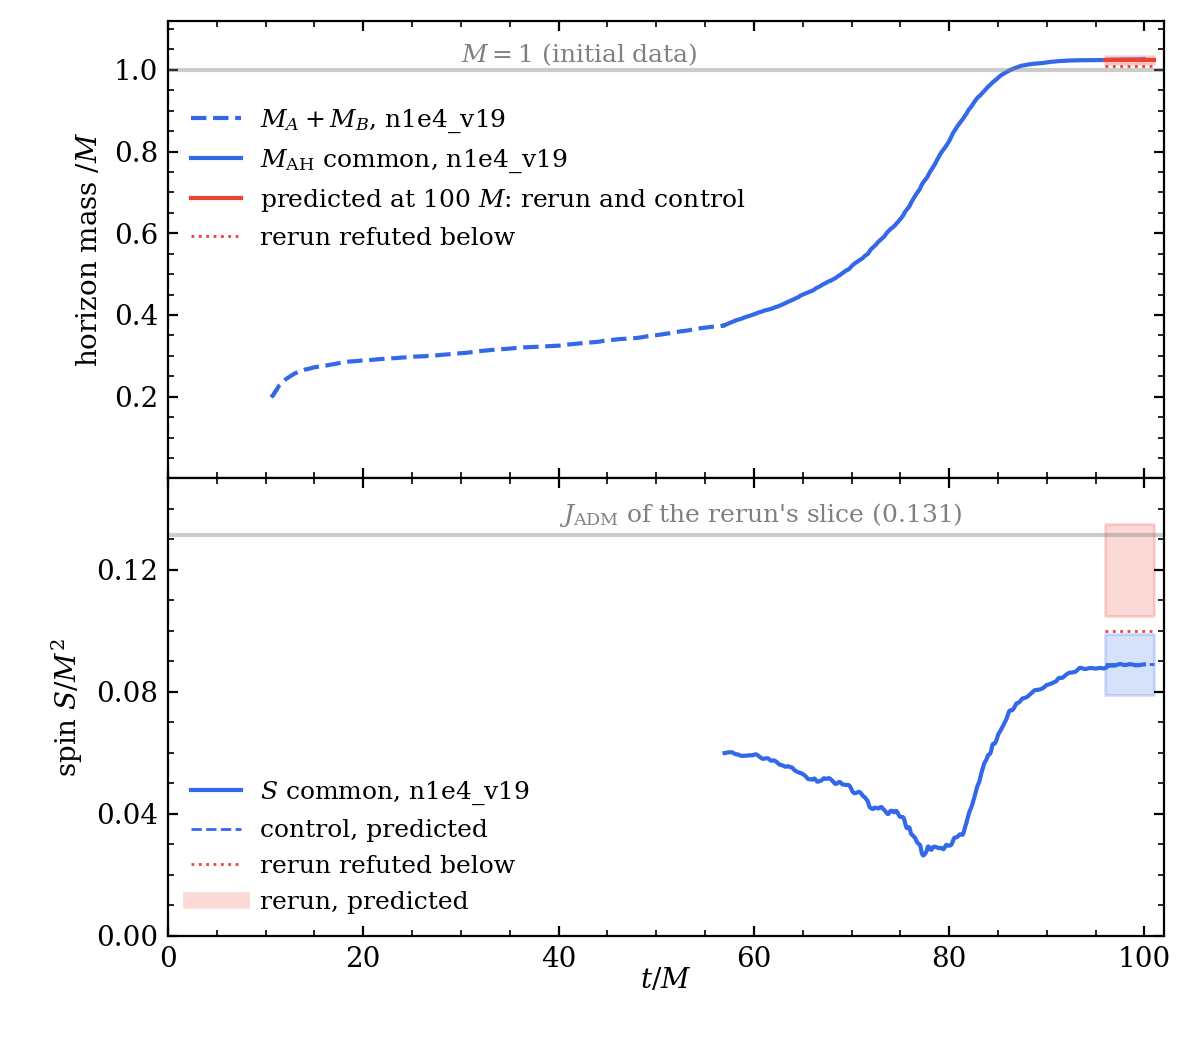 M = 1 (initial data)
1.0
0.8
0.6
0.4
0.2
horizon mass /M
M_A + M_B, n1e4_v19
M_AH common, n1e4_v19
predicted at 100 M: rerun and control
rerun refuted below
J_ADM of the rerun's slice (0.131)
0.12
0.08
0.04
0.00
spin S/M²
S common, n1e4_v19
control, predicted
rerun refuted below
rerun, predicted
0 20 40 60 80 100
t/M